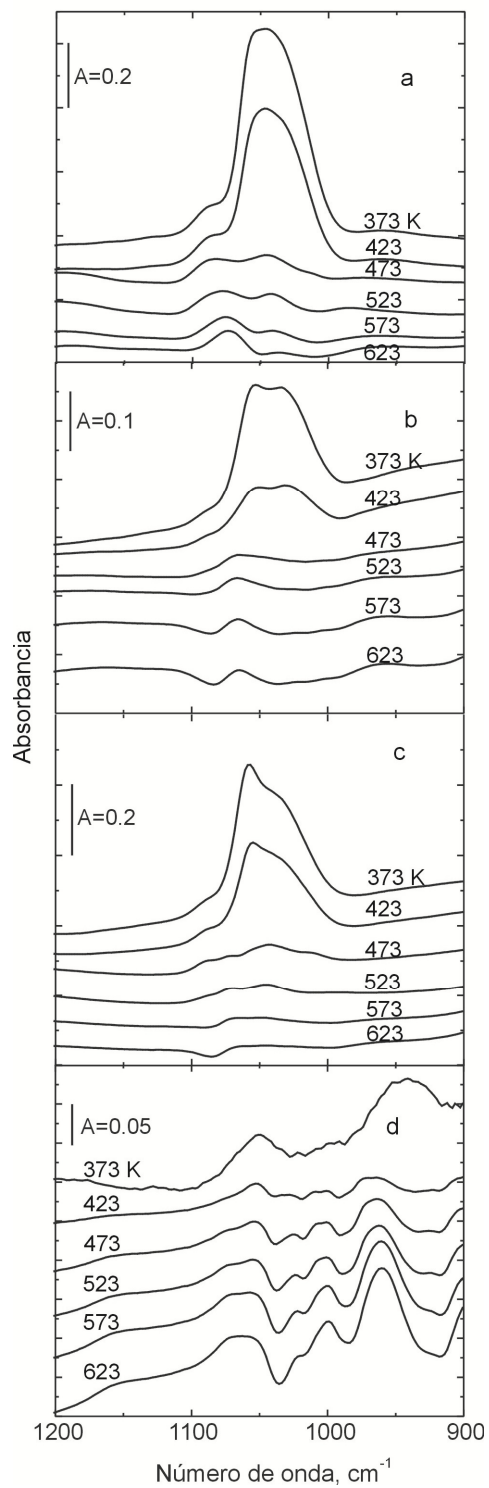 A=0.2
a
373 K
423
473
523
573
623
A=0.1
b
373 K
423
473
523
573
623
Absorbancia
c
A=0.2
373 K
423
473
523
573
623
A=0.05
d
373 K
423
473
523
573
623
1200
1100
1000
900
Número de onda, cm⁻¹